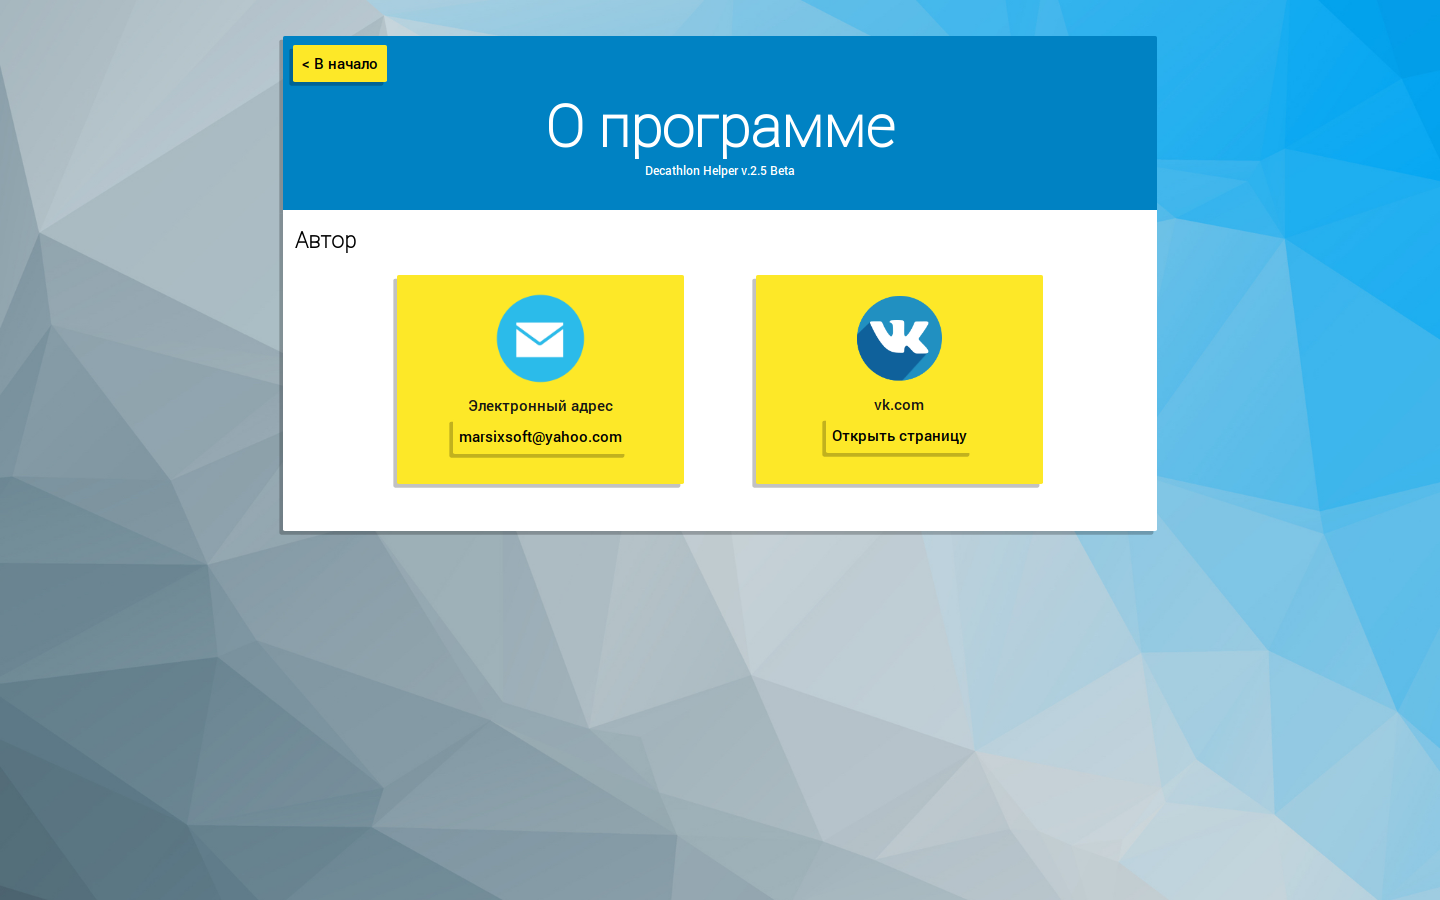 < В начало
О программе
Decathlon Helper v.2.5 Beta
Автор
Электронный адрес
marsixsoft@yahoo.com
vk.com
Открыть страницу